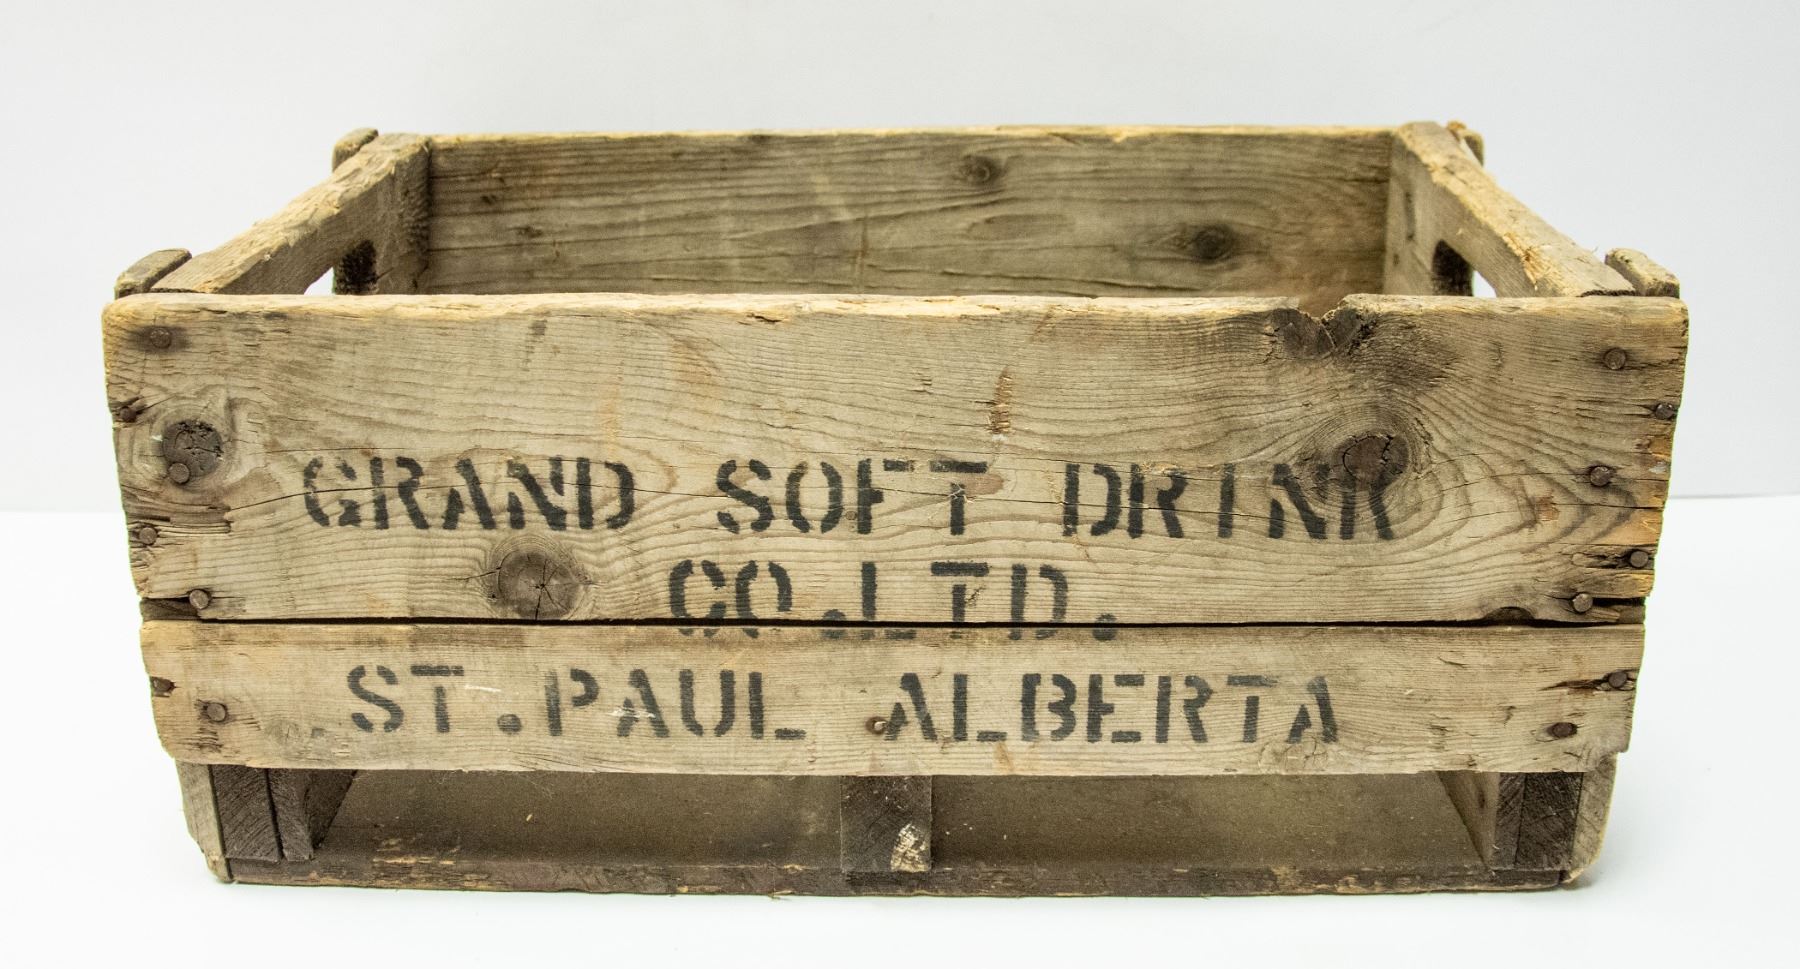 GRAND SOFT DRINK
CO.LTD.
ST.PAUL ALBERTA